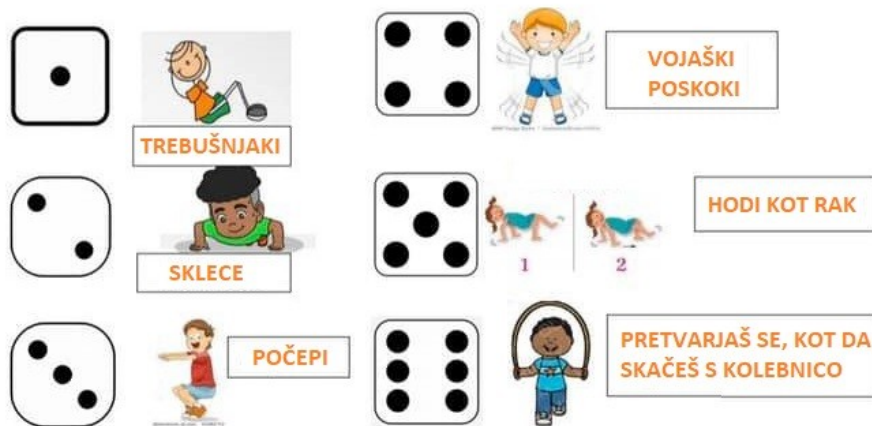 TREBUŠNJAKI
VOJAŠKI
POSKOKI
SKLECE
HODI KOT RAK
1
2
POČEPI
PRETVARJAŠ SE, KOT DA
SKAČEŠ S KOLEBNICO